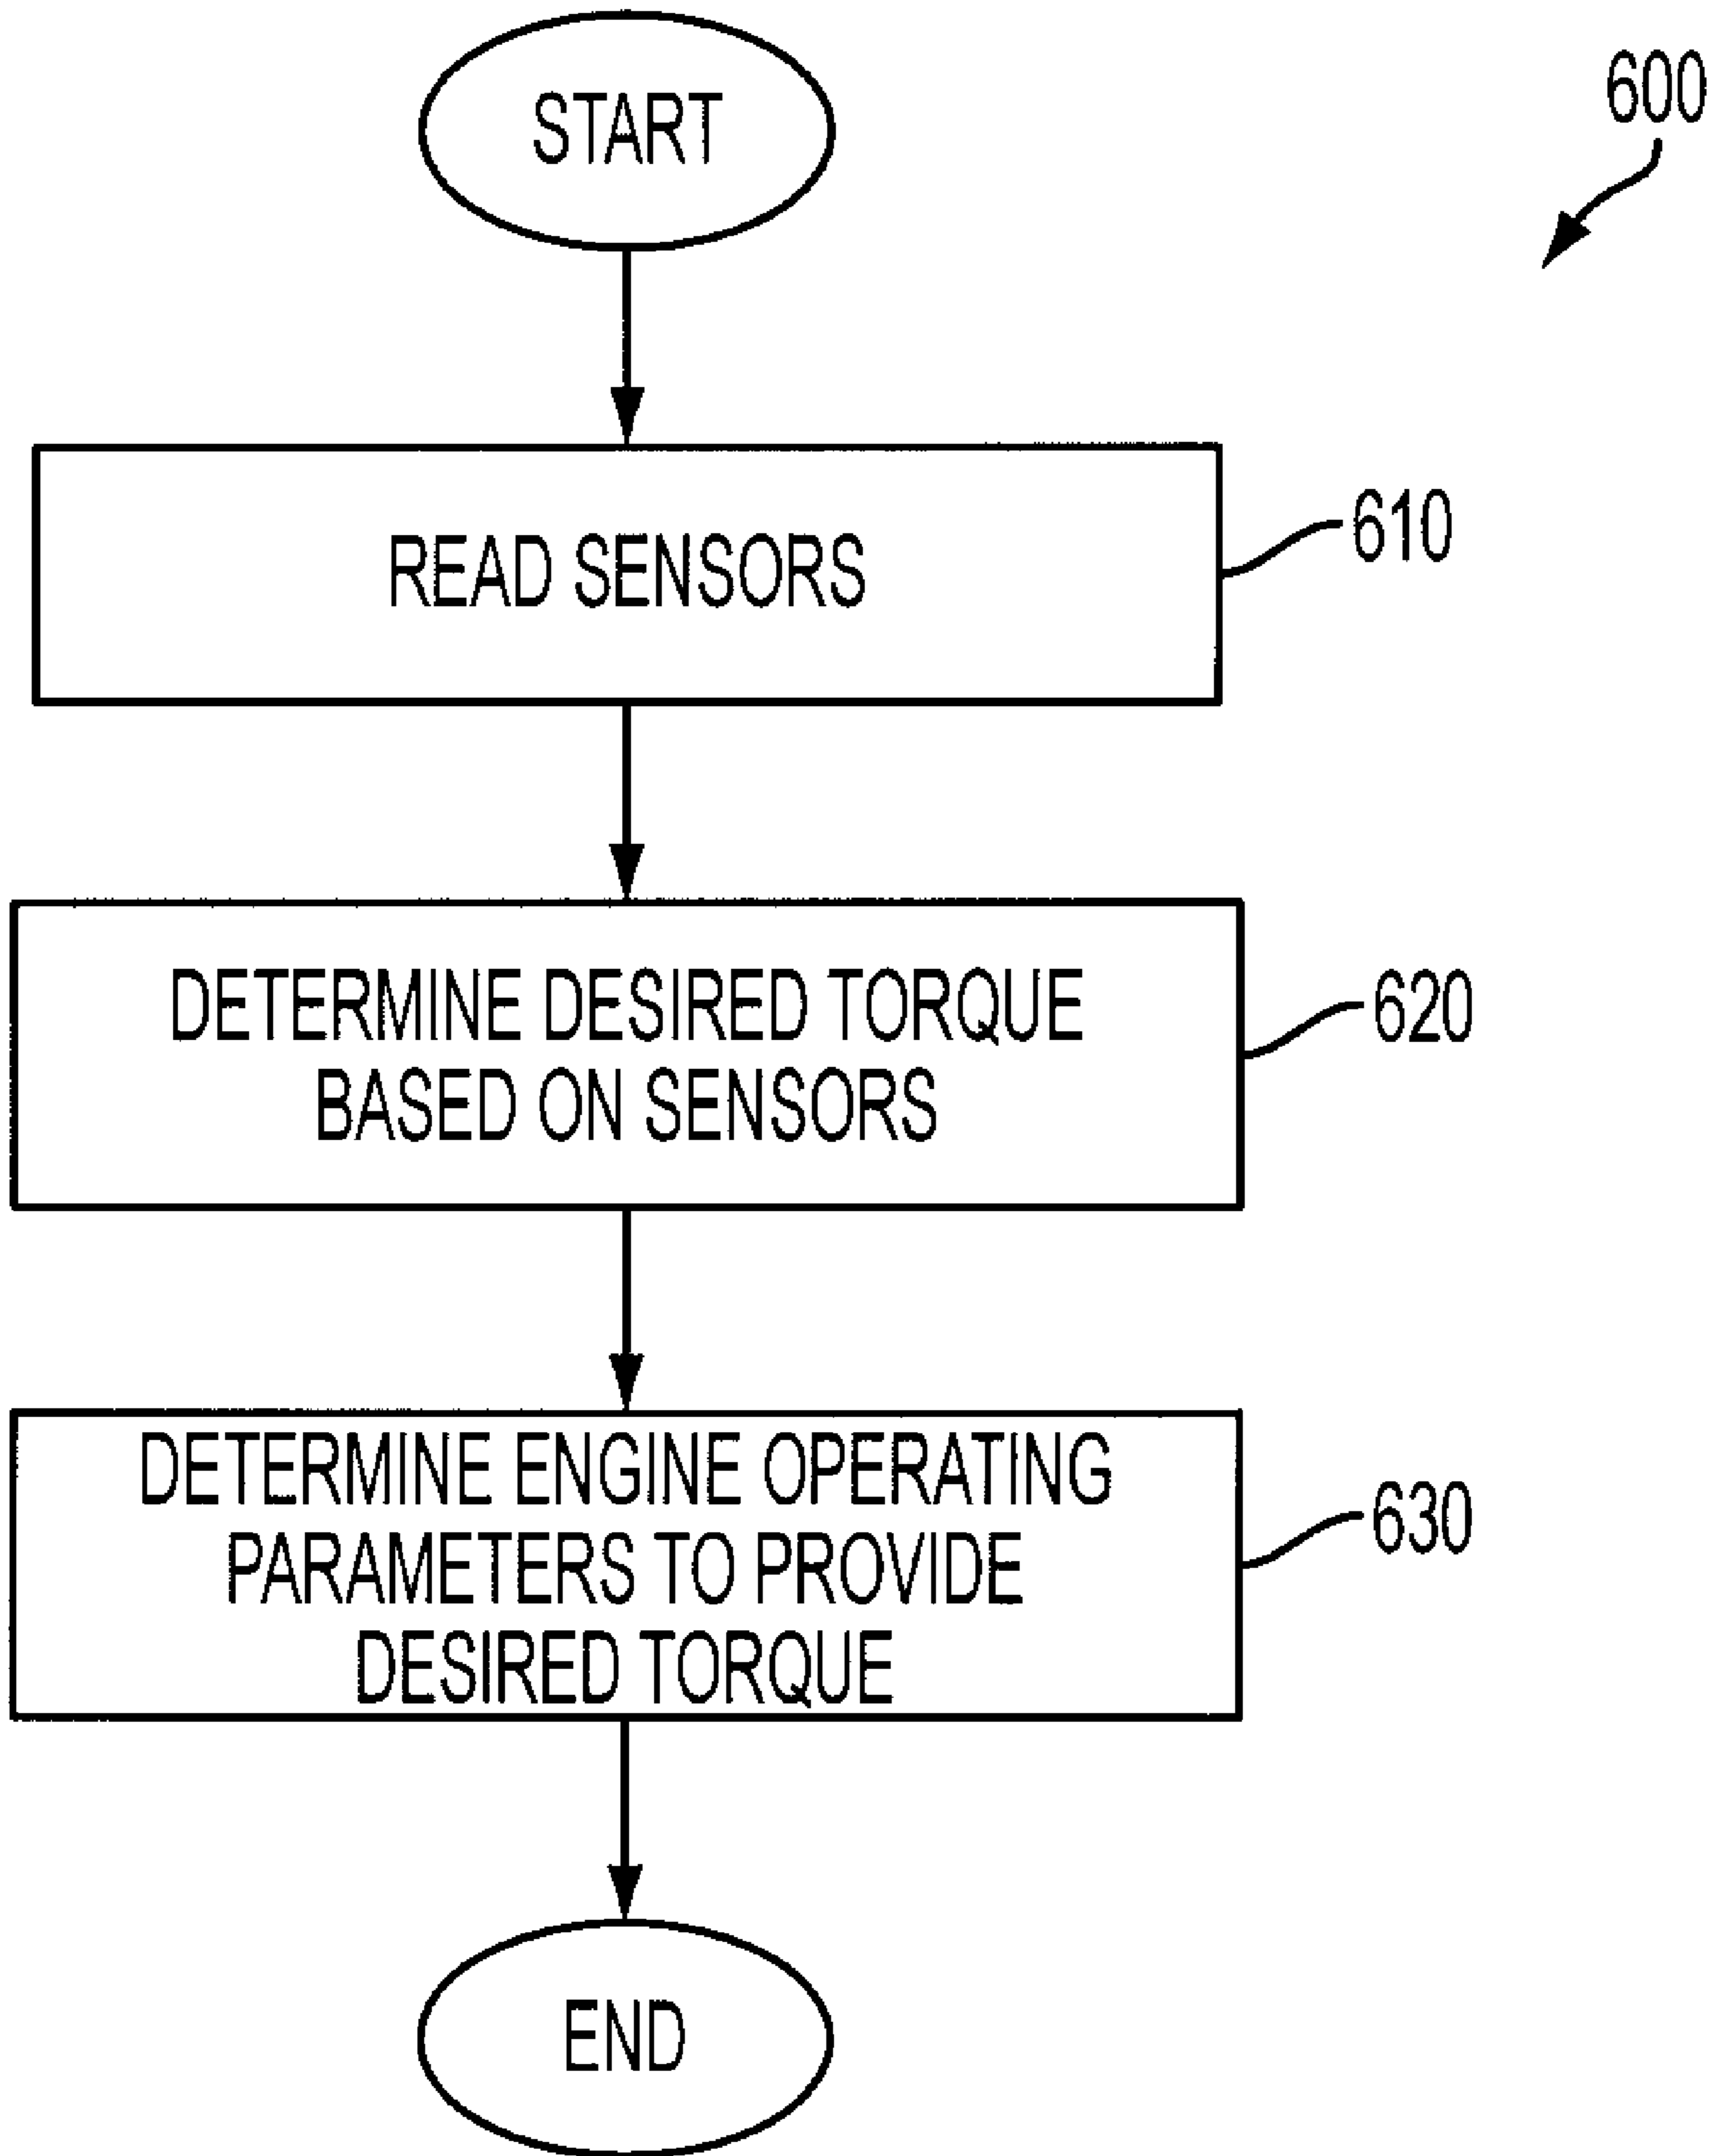 START
600
READ SENSORS
610
DETERMINE DESIRED TORQUE
BASED ON SENSORS
620
DETERMINE ENGINE OPERATING
PARAMETERS TO PROVIDE
DESIRED TORQUE
630
END